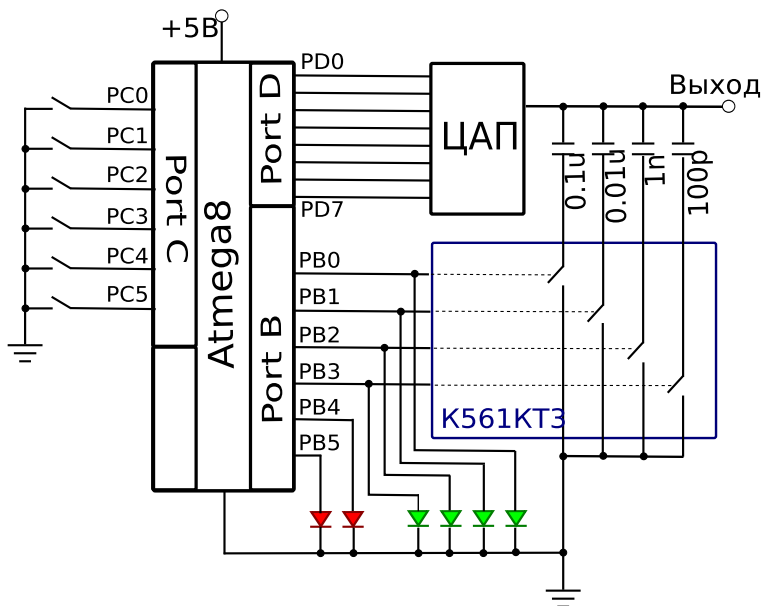 +5В
PD0
Port D
ЦАП
Выход
PC0
PC1
PC2
PC3
PC4
PC5
Port C
Atmega8
PD7
0.1u
0.01u
1n
100p
PB0
PB1
PB2
PB3
PB4
PB5
Port B
К561КТ3